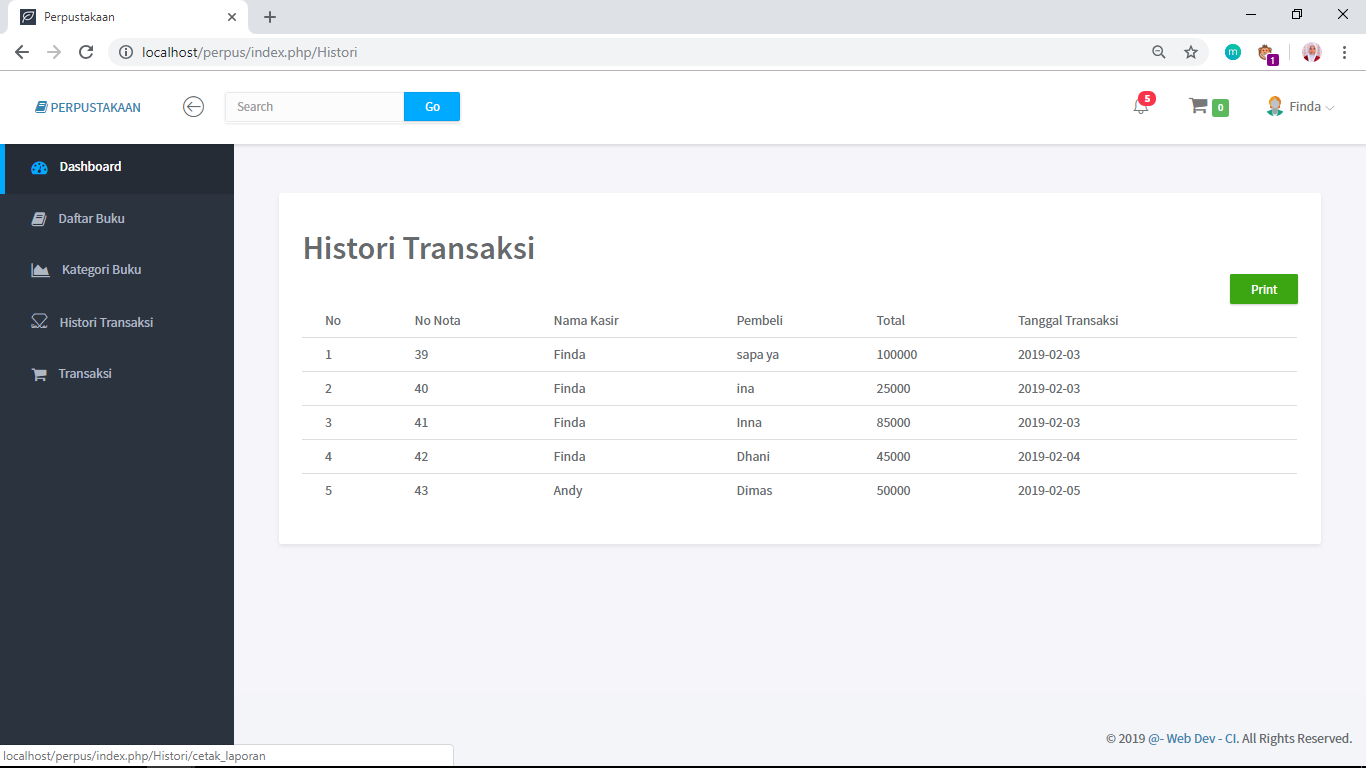 Perpustakaan
localhost/perpus/index.php/Histori
m
1
PERPUSTAKAAN
Search
Go
5
0
Finda
Dashboard
Daftar Buku
Kategori Buku
Histori Transaksi
Transaksi
Histori Transaksi
Print
No No Nota Nama Kasir Pembeli Total Tanggal Transaksi
1 39 Finda sapa ya 100000 2019-02-03
2 40 Finda ina 25000 2019-02-03
3 41 Finda Inna 85000 2019-02-03
4 42 Finda Dhani 45000 2019-02-04
5 43 Andy Dimas 50000 2019-02-05
© 2019 @- Web Dev - CI. All Rights Reserved.
localhost/perpus/index.php/Histori/cetak_laporan